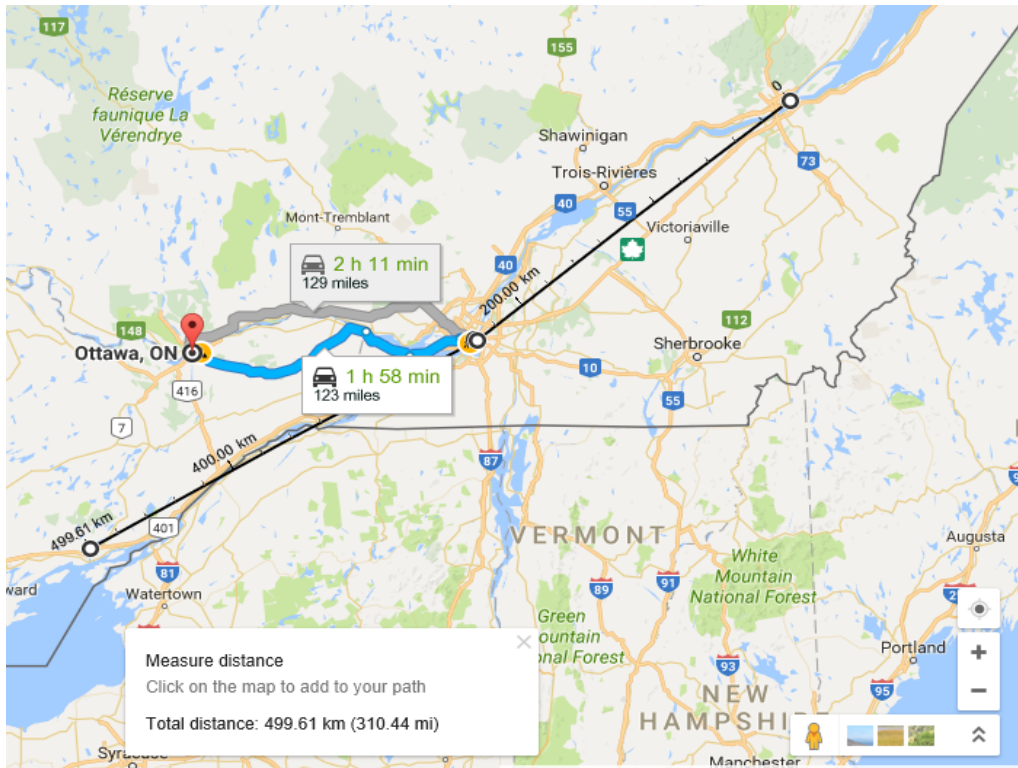 117
155
Réserve
faunique La
Vérendrye
0
Shawinigan
73
Trois-Rivières
40
55
Mont-Tremblant
Victoriaville
2 h 11 min
129 miles
40
200.00 km
148
112
Ottawa, ON
Sherbrooke
1 h 58 min
123 miles
10
416
55
7
400.00 km
87
499.61 km
401
VERMONT
Augusta
White
Mountain
National Forest
81
91
89
ward
Watertown
Green
ountain
onal Forest
Measure distance
Click on the map to add to your path
Total distance: 499.61 km (310.44 mi)
Portland
93
95
NEW
HAMPSHIRE
Syracuse
Manchester